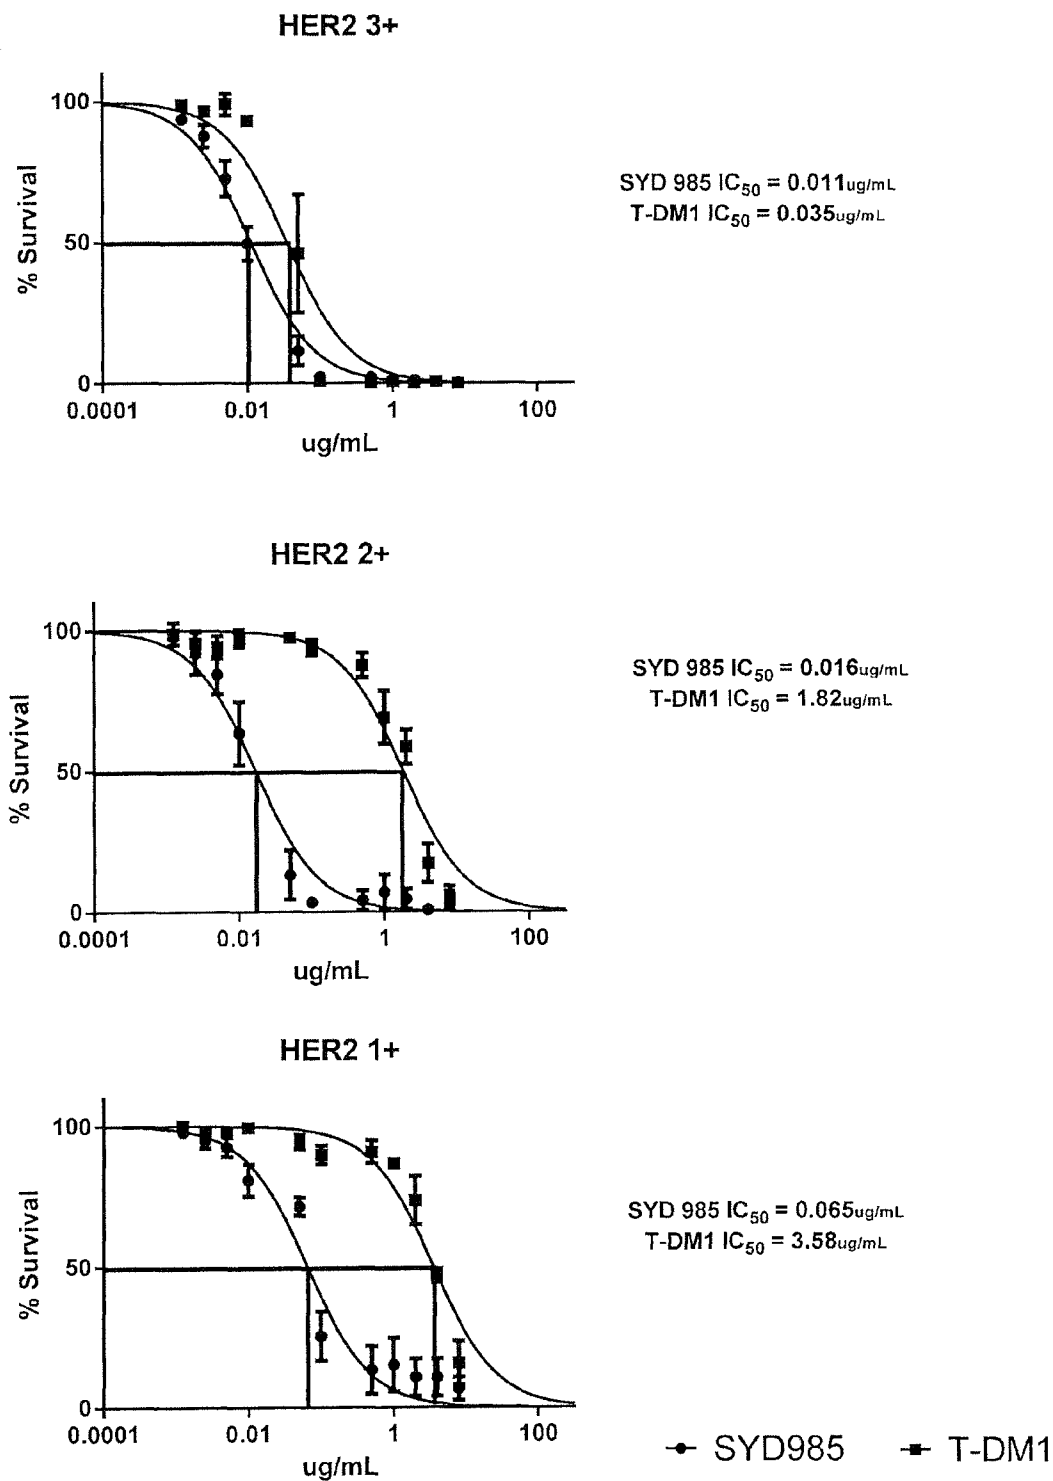 HER2 3+
100
50
0
% Survival
0.0001 0.01 1 100
ug/mL
SYD 985 IC50 = 0.011ug/mL
T-DM1 IC50 = 0.035ug/mL
HER2 2+
100
50
0
% Survival
0.0001 0.01 1 100
ug/mL
SYD 985 IC50 = 0.016ug/mL
T-DM1 IC50 = 1.82ug/mL
HER2 1+
100
50
0
% Survival
0.0001 0.01 1 100
ug/mL
SYD 985 IC50 = 0.065ug/mL
T-DM1 IC50 = 3.58ug/mL
SYD985 T-DM1